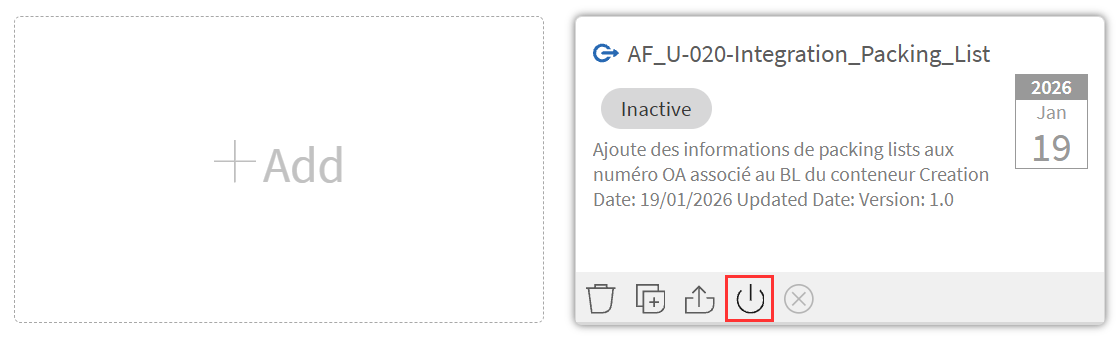 Add
AF_U-020-Integration_Packing_List
Inactive
2026
Jan
19
Ajoute des informations de packing lists aux
numéro OA associé au BL du conteneur Creation
Date: 19/01/2026 Updated Date: Version: 1.0